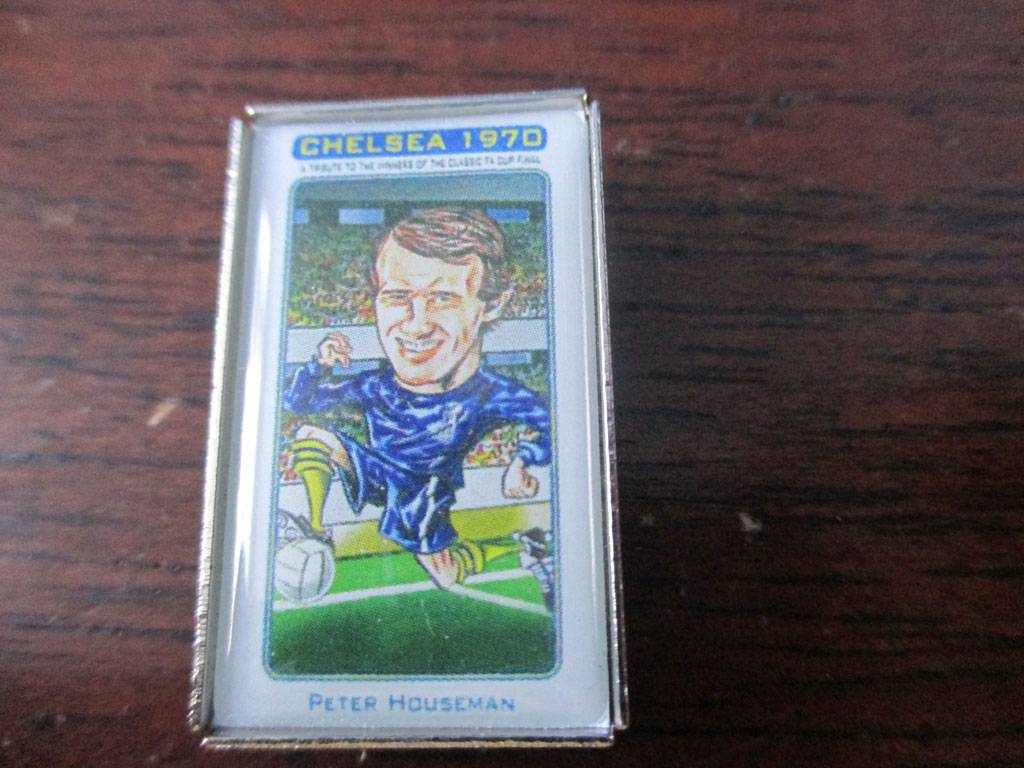 CHELSEA 1970
A TRIBUTE TO THE WINNERS OF THE CLASSIC FA CUP FINAL
PETER HOUSEMAN